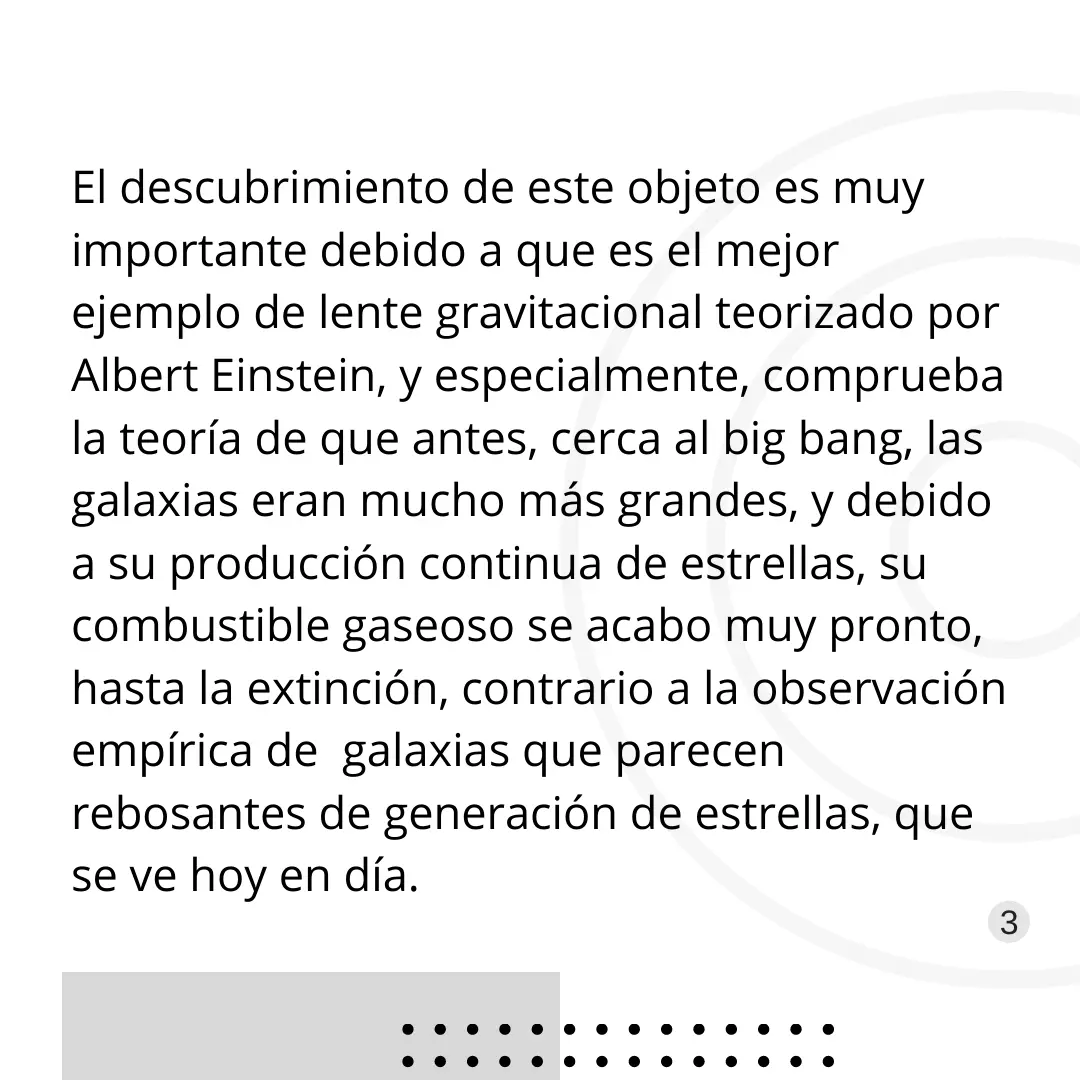 El descubrimiento de este objeto es muy
importante debido a que es el mejor
ejemplo de lente gravitacional teorizado por
Albert Einstein, y especialmente, comprueba
la teoría de que antes, cerca al big bang, las
galaxias eran mucho más grandes, y debido
a su producción continua de estrellas, su
combustible gaseoso se acabo muy pronto,
hasta la extinción, contrario a la observación
empírica de  galaxias que parecen
rebosantes de generación de estrellas, que
se ve hoy en día.
3